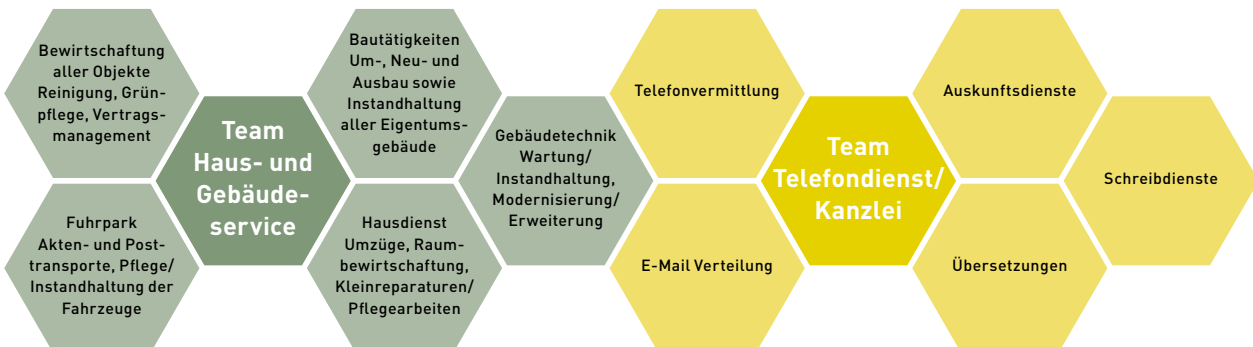 Bewirtschaftung
aller Objekte
Reinigung, Grün-
pflege, Vertrags-
management
Team
Haus- und
Gebäude-
service
Fuhrpark
Akten- und Post-
transporte, Pflege/
Instandhaltung der
Fahrzeuge
Bautätigkeiten
Um-, Neu- und
Ausbau sowie
Instandhaltung
aller Eigentums-
gebäude
Hausdienst
Umzüge, Raum-
bewirtschaftung,
Kleinreparaturen/
Pflegearbeiten
Gebäudetechnik
Wartung/
Instandhaltung,
Modernisierung/
Erweiterung
Telefonvermittlung
E-Mail Verteilung
Team
Telefondienst/
Kanzlei
Auskunftsdienste
Übersetzungen
Schreibdienste